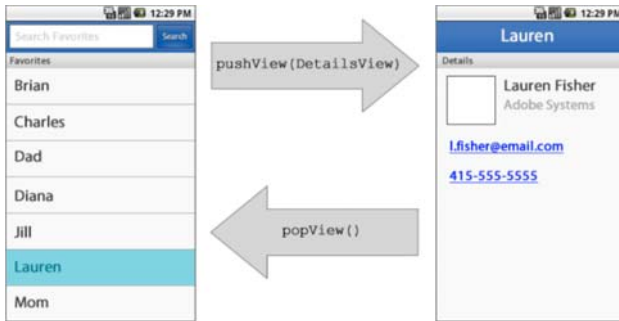 12:29 PM
Search Favorites
Search
Favorites
Brian
Charles
Dad
Diana
Jill
Lauren
Mom
pushView(DetailsView)
popView()
12:29 PM
Lauren
Details
Lauren Fisher
Adobe Systems
l.fisher@email.com
415-555-5555